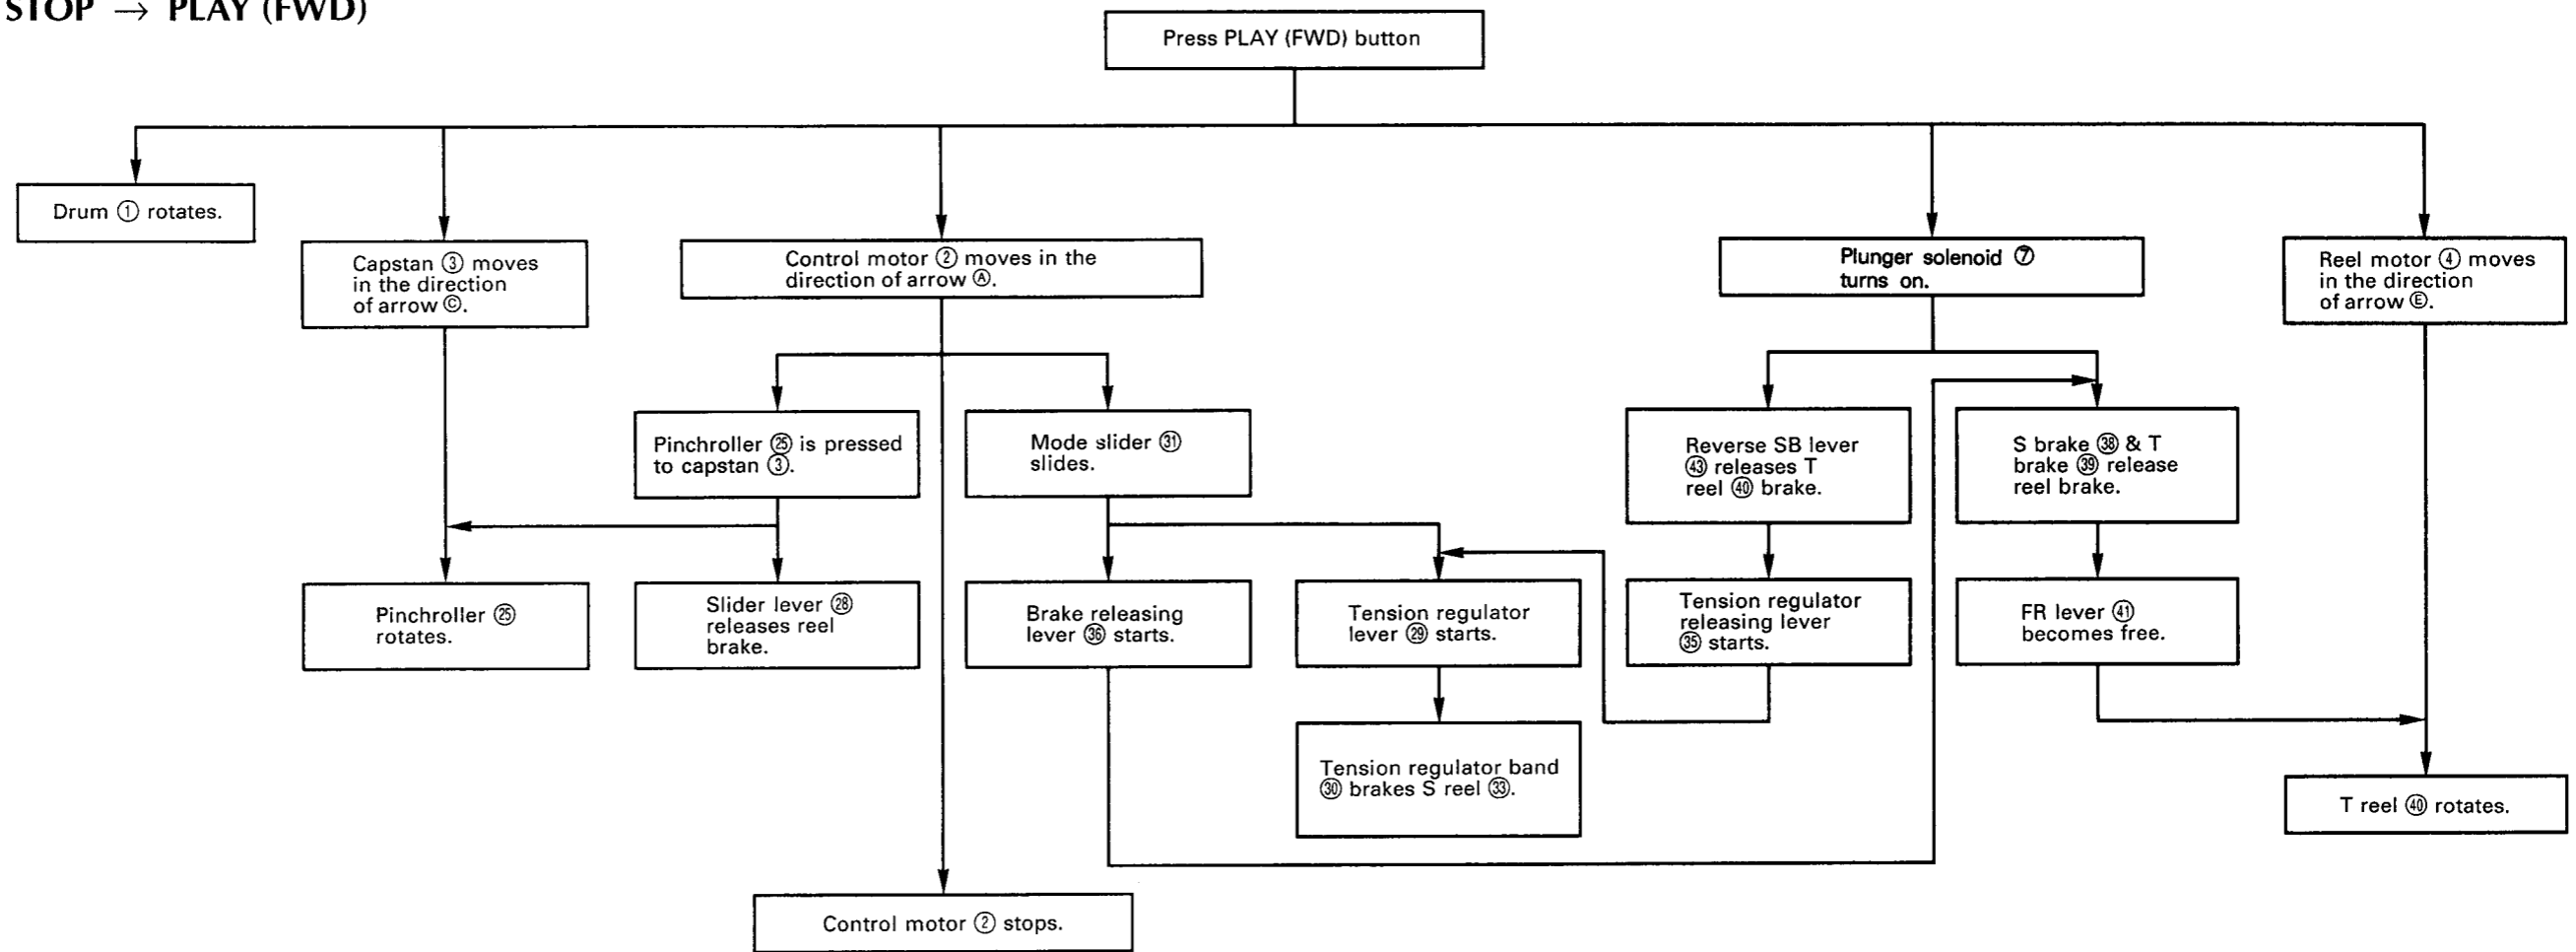 STOP → PLAY (FWD)
Press PLAY (FWD) button
Drum ① rotates.
Capstan ③ moves
in the direction
of arrow Ⓒ.
Control motor ② moves in the
direction of arrow Ⓐ.
Plunger solenoid ⑦
turns on.
Reel motor ④ moves
in the direction
of arrow Ⓔ.
Pinchroller ㉕ is pressed
to capstan ③.
Mode slider ㉛
slides.
Reverse SB lever
㊸ releases T
reel ㊵ brake.
S brake ㊳ & T
brake ㊴ release
reel brake.
Pinchroller ㉕
rotates.
Slider lever ㉘
releases reel
brake.
Brake releasing
lever ㊱ starts.
Tension regulator
lever ㉙ starts.
Tension regulator
releasing lever
㉟ starts.
FR lever ㊶
becomes free.
Tension regulator band
㉚ brakes S reel ㉝.
T reel ㊵ rotates.
Control motor ② stops.